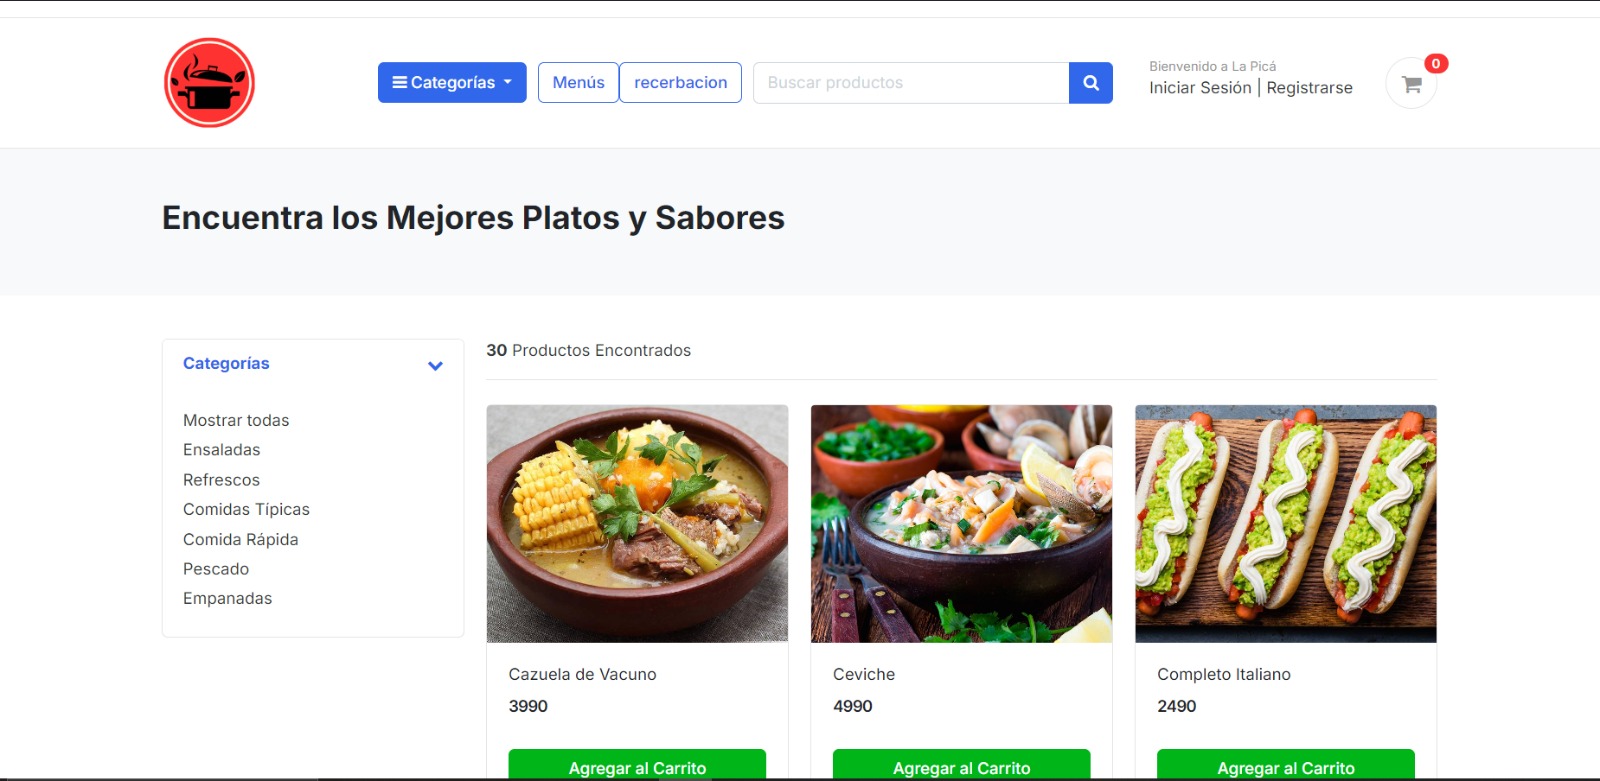 Categorías
Menús
recerbacion
Buscar productos
Bienvenido a La Picá
Iniciar Sesión | Registrarse
0
Encuentra los Mejores Platos y Sabores
Categorías
Mostrar todas
Ensaladas
Refrescos
Comidas Típicas
Comida Rápida
Pescado
Empanadas
30 Productos Encontrados
Cazuela de Vacuno
3990
Agregar al Carrito
Ceviche
4990
Agregar al Carrito
Completo Italiano
2490
Agregar al Carrito